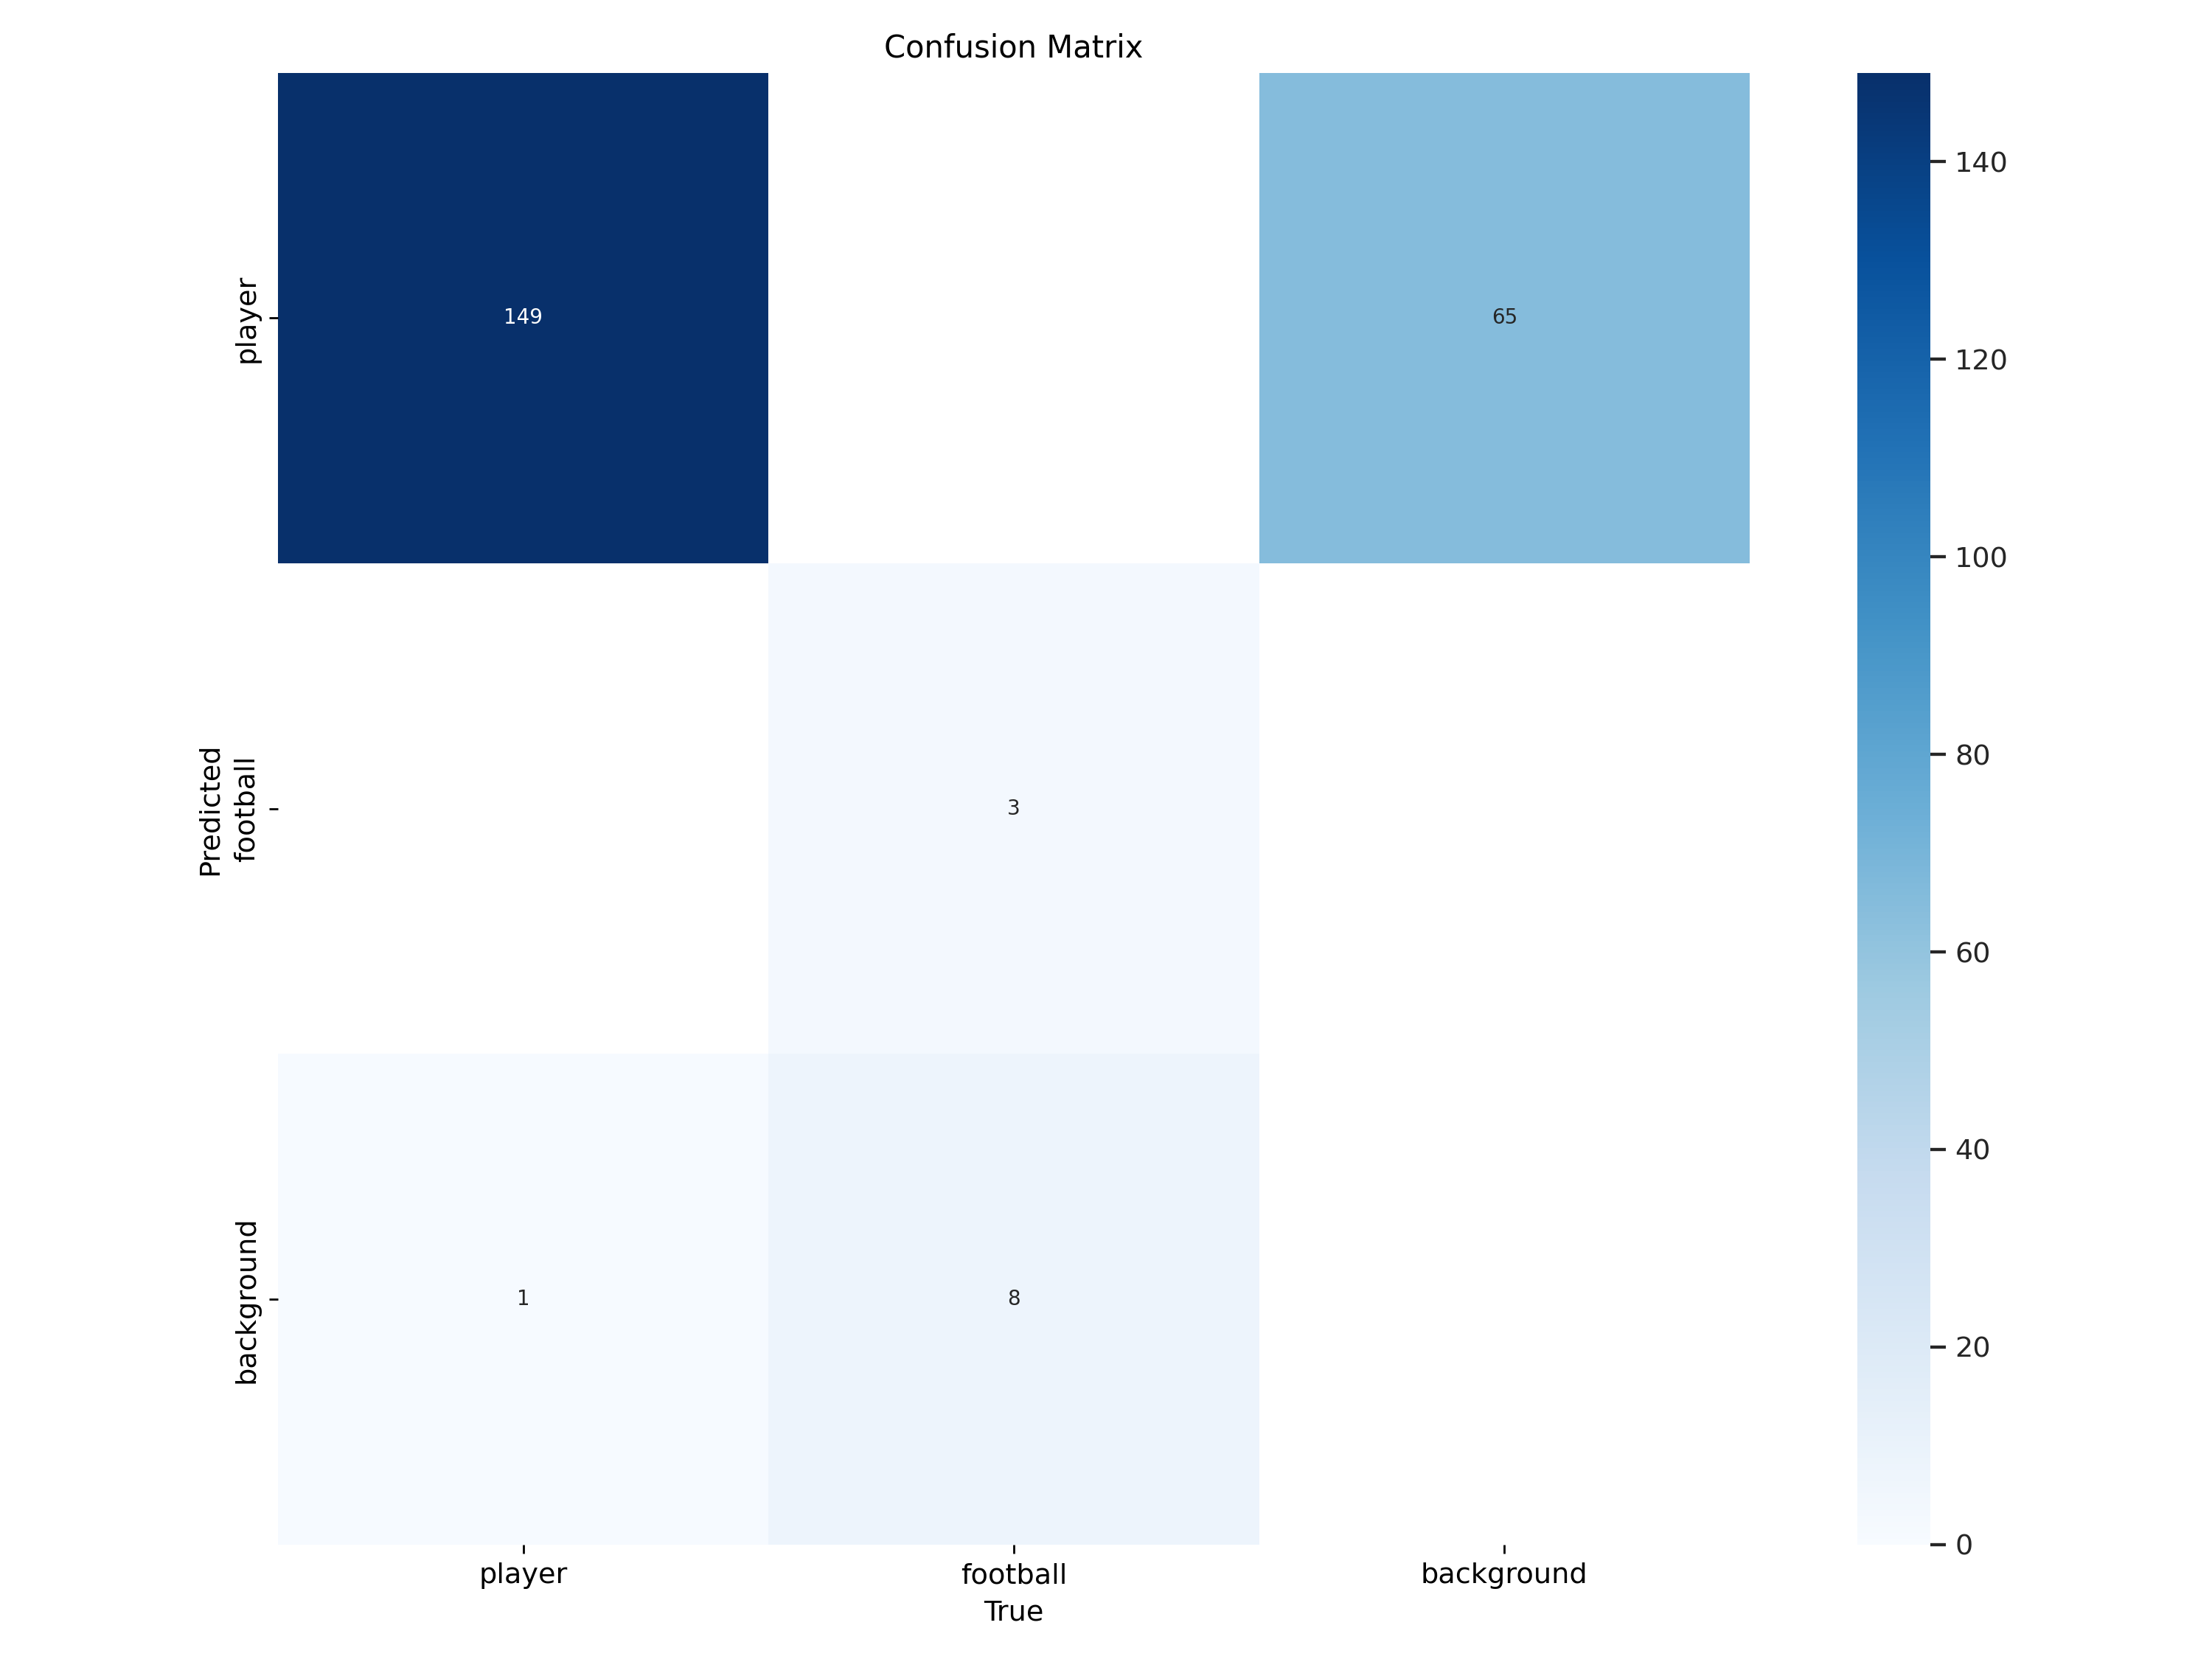 Confusion Matrix
player
149
65
140
120
100
80
60
40
20
0
Predicted
football
3
background
1
8
player
football
background
True